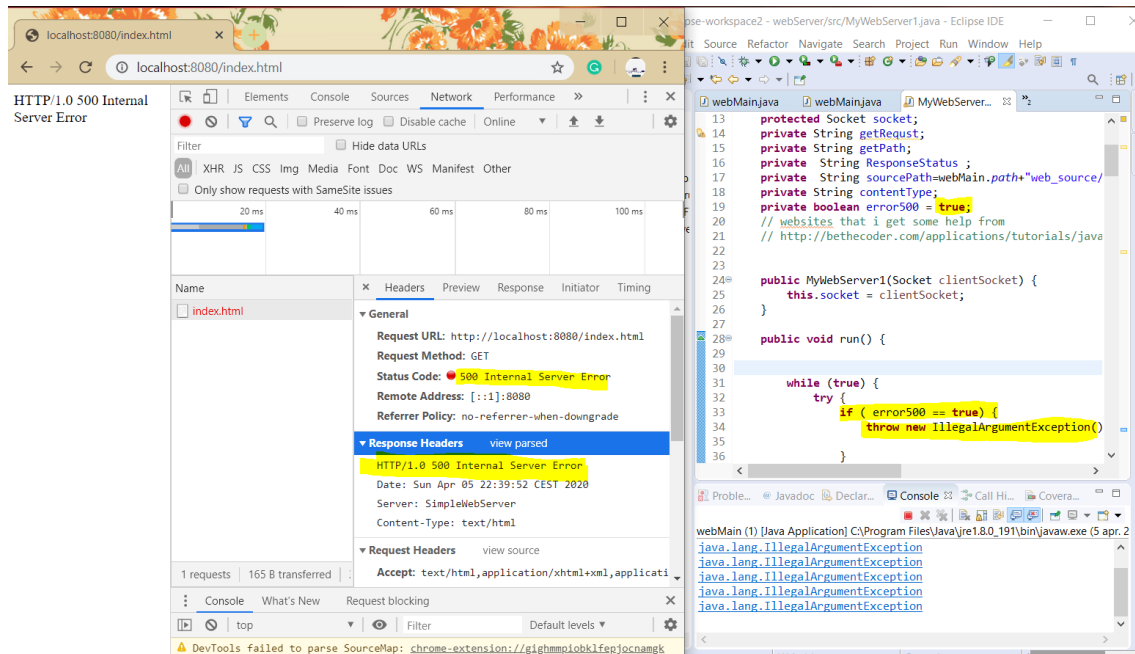 localhost:8080/index.html
localhost:8080/index.html
HTTP/1.0 500 Internal
Server Error
Elements Console Sources Network Performance »
Preserve log Disable cache Online
Filter Hide data URLs
All XHR JS CSS Img Media Font Doc WS Manifest Other
Only show requests with SameSite issues
20 ms 40 ms 60 ms 80 ms 100 ms
Name
index.html
1 requests 165 B transferred
× Headers Preview Response Initiator Timing
General
Request URL: http://localhost:8080/index.html
Request Method: GET
Status Code: 500 Internal Server Error
Remote Address: [::1]:8080
Referrer Policy: no-referrer-when-downgrade
Response Headers view parsed
HTTP/1.0 500 Internal Server Error
Date: Sun Apr 05 22:39:52 CEST 2020
Server: SimpleWebServer
Content-Type: text/html
Request Headers view source
Accept: text/html,application/xhtml+xml,applicati
Console What's New Request blocking
top Filter Default levels
DevTools failed to parse SourceMap: chrome-extension://gighmmpiobklfepjocnamgk
pse-workspace2 - webServer/src/MyWebServer1.java - Eclipse IDE
it Source Refactor Navigate Search Project Run Window Help
webMain.java webMain.java MyWebServer... »2
13 protected Socket socket;
14 private String getRequst;
15 private String getPath;
16 private String ResponseStatus ;
17 private String sourcePath=webMain.path+"web_source/
18 private String contentType;
19 private boolean error500 = true;
20 // websites that i get some help from
21 // http://bethecoder.com/applications/tutorials/java
22
23
24 public MyWebServer1(Socket clientSocket) {
25 this.socket = clientSocket;
26 }
27
28 public void run() {
29
30
31 while (true) {
32 try {
33 if ( error500 == true) {
34 throw new IllegalArgumentException()
35
36 }
Proble... Javadoc Declar... Console Call Hi... Covera...
webMain (1) [Java Application] C:\Program Files\Java\jre1.8.0_191\bin\javaw.exe (5 apr. 2
java.lang.IllegalArgumentException
java.lang.IllegalArgumentException
java.lang.IllegalArgumentException
java.lang.IllegalArgumentException
java.lang.IllegalArgumentException